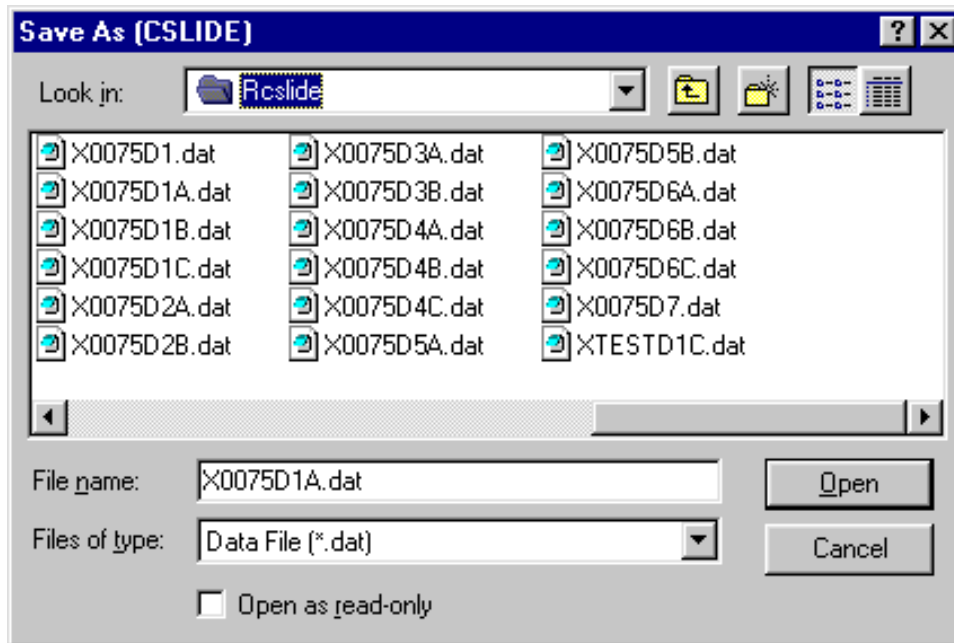 Save As (CSLIDE)
Look in: Rcslide
X0075D1.dat X0075D3A.dat X0075D5B.dat
X0075D1A.dat X0075D3B.dat X0075D6A.dat
X0075D1B.dat X0075D4A.dat X0075D6B.dat
X0075D1C.dat X0075D4B.dat X0075D6C.dat
X0075D2A.dat X0075D4C.dat X0075D7.dat
X0075D2B.dat X0075D5A.dat XTESTD1C.dat
File name: X0075D1A.dat Open
Files of type: Data File (*.dat) Cancel
Open as read-only